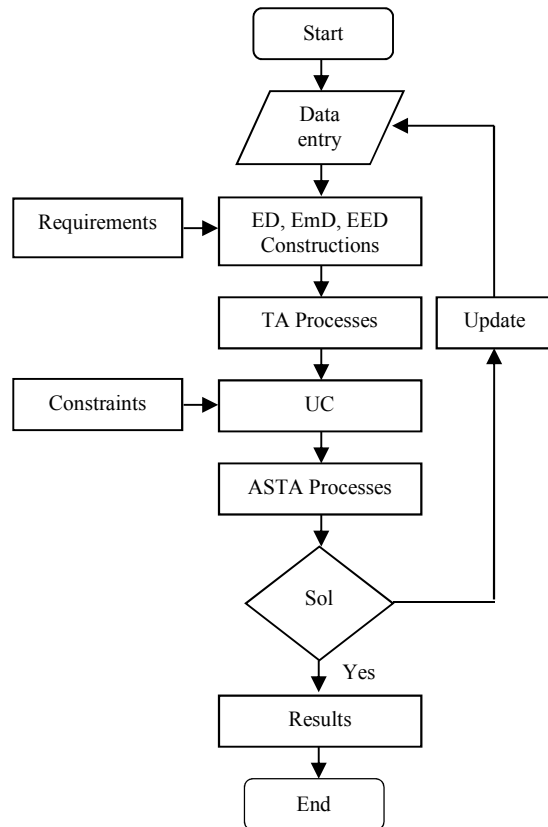 Start
Data
entry
Requirements
ED, EmD, EED
Constructions
TA Processes
Update
Constraints
UC
ASTA Processes
Sol
Yes
Results
End